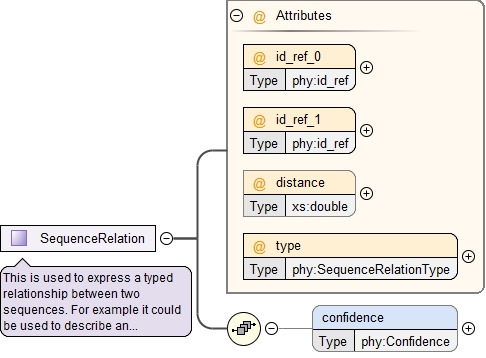 @ Attributes
@ id_ref_0
Type phy:id_ref
@ id_ref_1
Type phy:id_ref
@ distance
Type xs:double
@ type
Type phy:SequenceRelationType
SequenceRelation
This is used to express a typed
relationship between two
sequences. For example it could
be used to describe an...
confidence
Type phy:Confidence